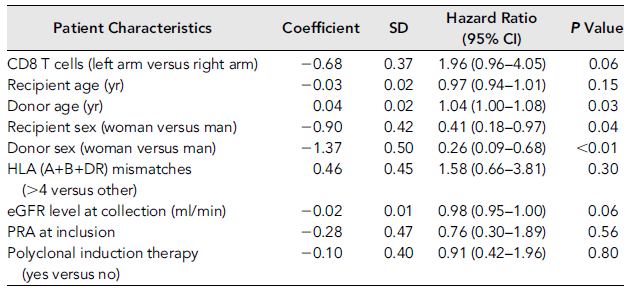 Patient Characteristics Coefficient SD Hazard Ratio (95% CI) P Value
CD8 T cells (left arm versus right arm) −0.68 0.37 1.96 (0.96–4.05) 0.06
Recipient age (yr) −0.03 0.02 0.97 (0.94–1.01) 0.15
Donor age (yr) 0.04 0.02 1.04 (1.00–1.08) 0.03
Recipient sex (woman versus man) −0.90 0.42 0.41 (0.18–0.97) 0.04
Donor sex (woman versus man) −1.37 0.50 0.26 (0.09–0.68) <0.01
HLA (A+B+DR) mismatches 0.46 0.45 1.58 (0.66–3.81) 0.30
(>4 versus other)
eGFR level at collection (ml/min) −0.02 0.01 0.98 (0.95–1.00) 0.06
PRA at inclusion −0.28 0.47 0.76 (0.30–1.89) 0.56
Polyclonal induction therapy −0.10 0.40 0.91 (0.42–1.96) 0.80
(yes versus no)